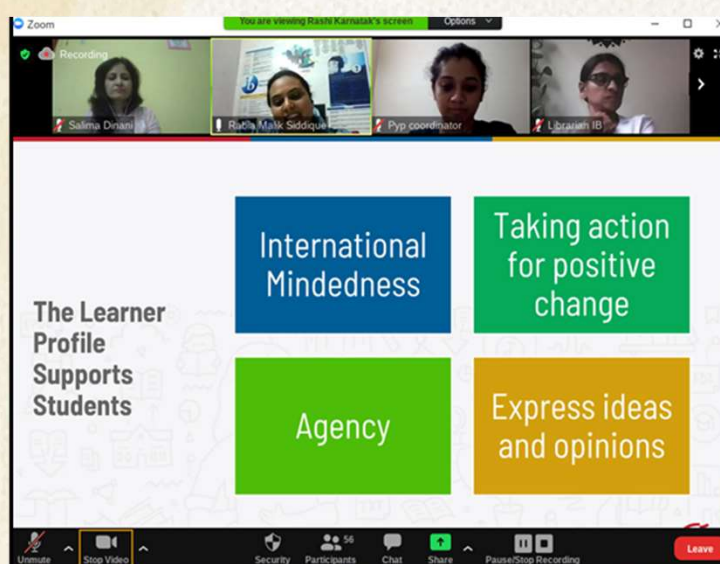 Zoom
You are viewing Rashi Karnatak's screen
Options
Recording
Salima Dinani
Rabia Malik Siddique
Pyp coordinator
Librarian IB
The Learner
Profile
Supports
Students
International
Mindedness
Taking action
for positive
change
Agency
Express ideas
and opinions
Unmute
Stop Video
Security
56
Participants
Chat
Share
Pause/Stop Recording
Leave